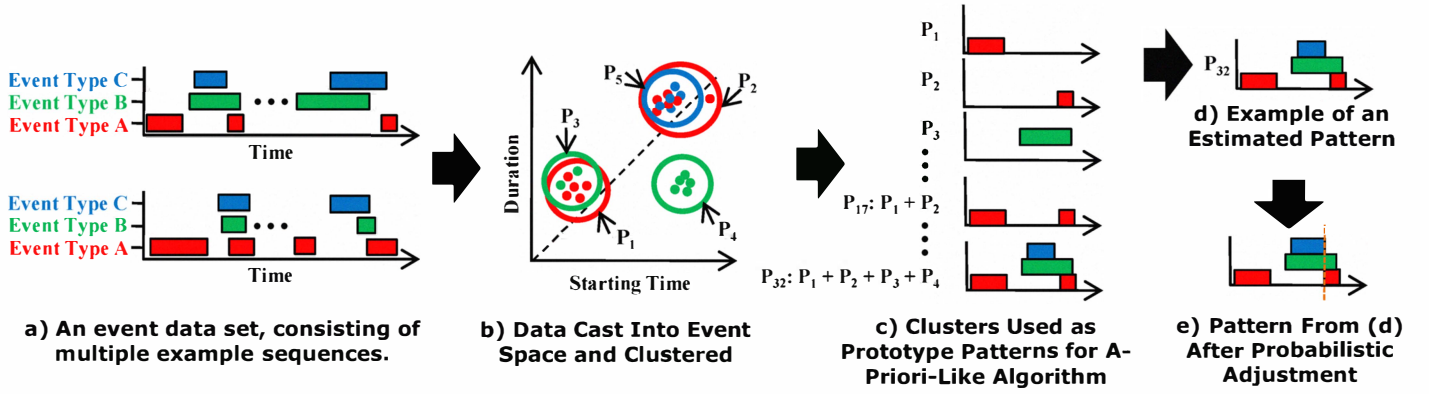 Event Type C
Event Type B
Event Type A
Time
Event Type C
Event Type B
Event Type A
Time
a) An event data set, consisting of
multiple example sequences.
Duration
P5
P2
P3
P1
P4
Starting Time
b) Data Cast Into Event
Space and Clustered
P1
P2
P3
P17: P1 + P2
P32: P1 + P2 + P3 + P4
c) Clusters Used as
Prototype Patterns for A-
Priori-Like Algorithm
P32
d) Example of an
Estimated Pattern
e) Pattern From (d)
After Probabilistic
Adjustment